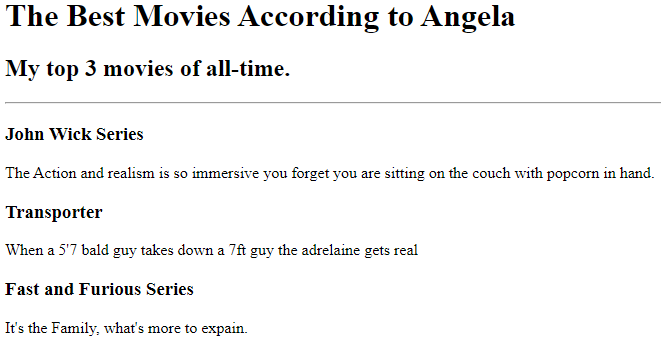 The Best Movies According to Angela
My top 3 movies of all-time.
John Wick Series
The Action and realism is so immersive you forget you are sitting on the couch with popcorn in hand.
Transporter
When a 5'7 bald guy takes down a 7ft guy the adrelaine gets real
Fast and Furious Series
It's the Family, what's more to expain.